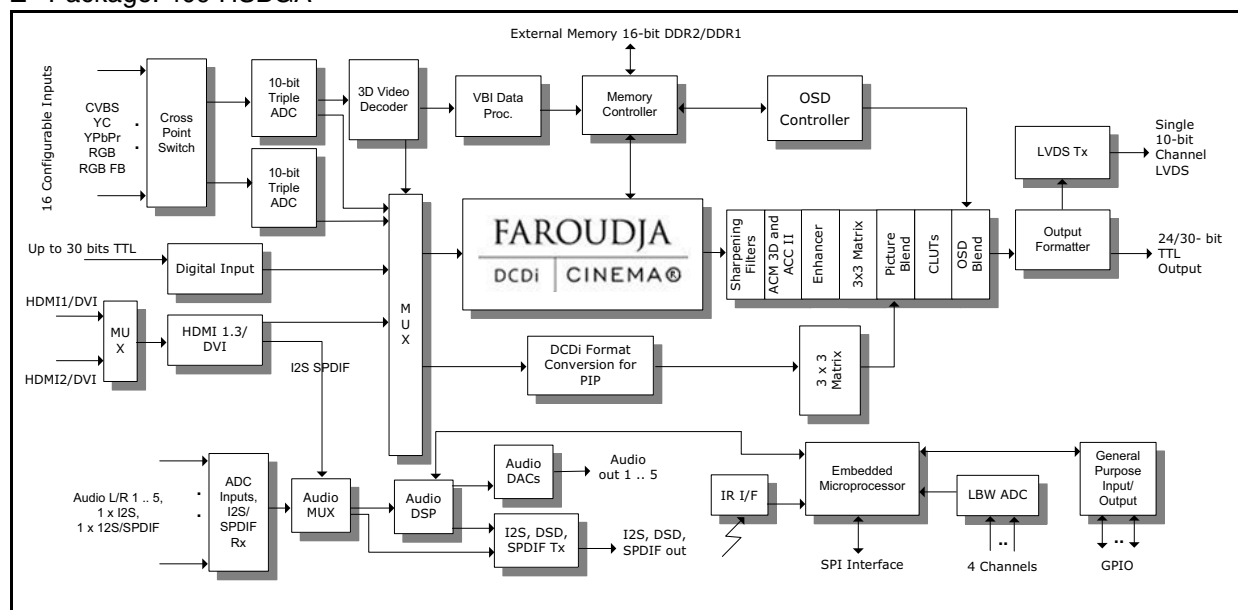 External Memory 16-bit DDR2/DDR1
16 Configurable Inputs
CVBS
YC
YPbPr
RGB
RGB FB
Cross
Point
Switch
10-bit
Triple
ADC
10-bit
Triple
ADC
3D Video
Decoder
VBI Data
Proc.
Memory
Controller
OSD
Controller
LVDS Tx
Single
10-bit
Channel
LVDS
Up to 30 bits TTL
Digital Input
HDMI1/DVI
HDMI2/DVI
MU
X
HDMI 1.3/
DVI
I2S SPDIF
M
U
X
FAROUDJA
DCDi CINEMA®
Sharpening
Filters
ACM 3D and
ACC II
Enhancer
3x3 Matrix
Picture
Blend
CLUTs
OSD
Blend
Output
Formatter
24/30- bit
TTL
Output
DCDi Format
Conversion for
PIP
3 x 3
Matrix
Audio L/R 1 .. 5,
1 x I2S,
1 x 12S/SPDIF
ADC
Inputs,
I2S/
SPDIF
Rx
Audio
MUX
Audio
DSP
Audio
DACs
Audio
out 1 .. 5
I2S, DSD,
SPDIF Tx
I2S, DSD,
SPDIF out
IR I/F
Embedded
Microprocessor
SPI Interface
LBW ADC
4 Channels
General
Purpose
Input/
Output
GPIO